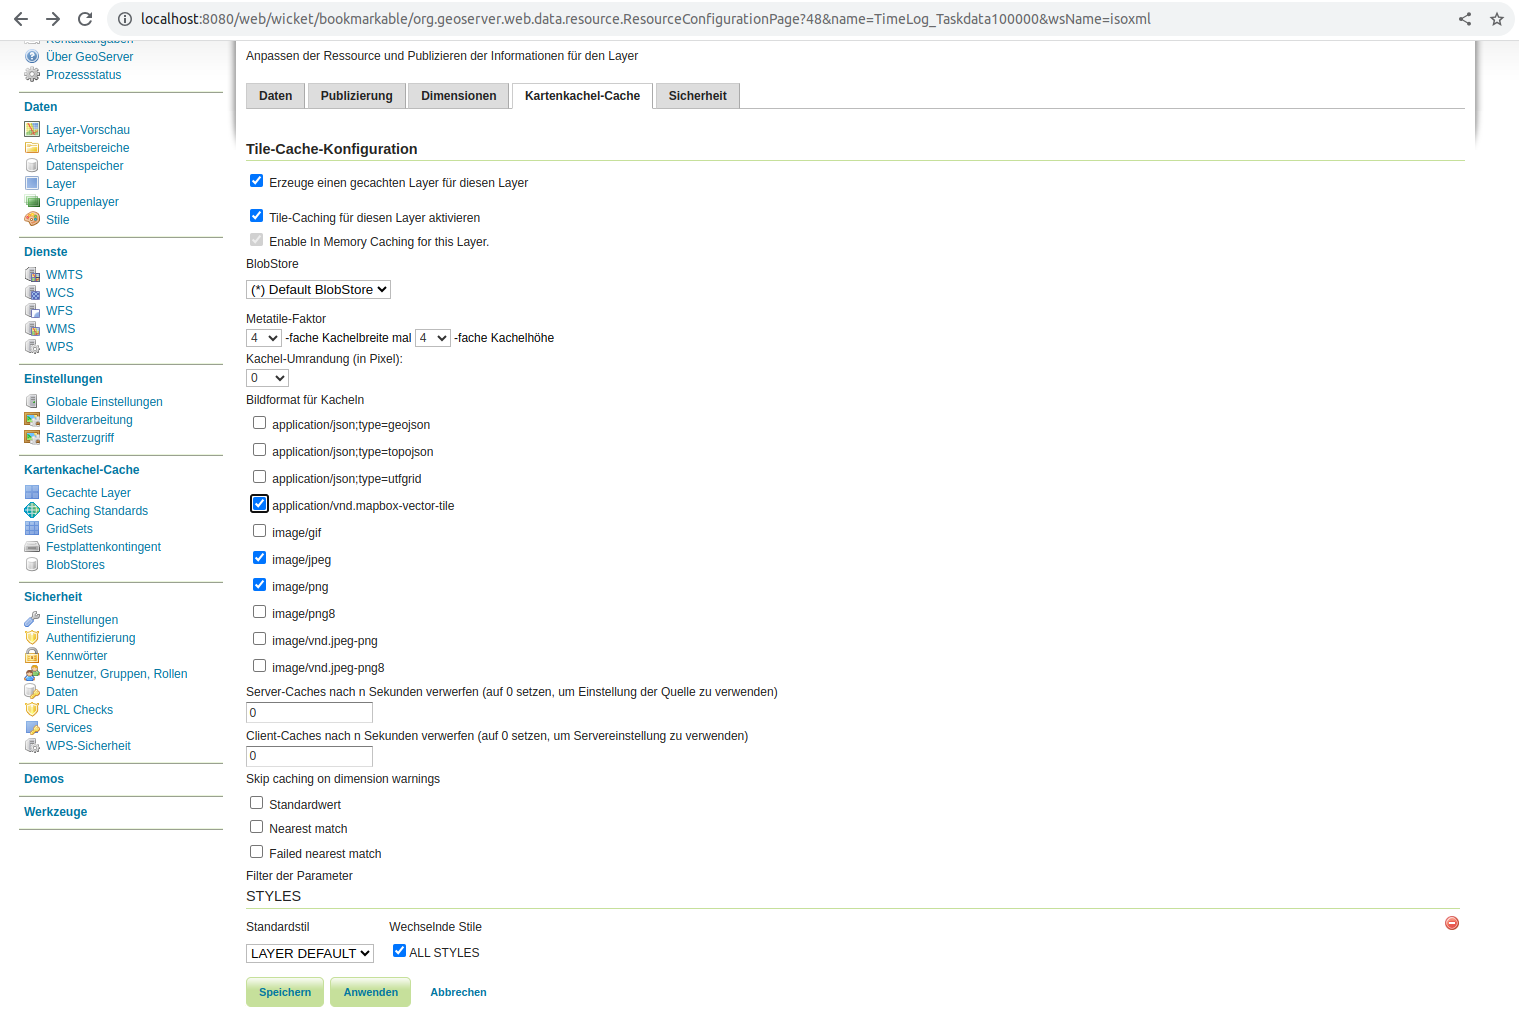 localhost:8080/web/wicket/bookmarkable/org.geoserver.web.data.resource.ResourceConfigurationPage?48&name=TimeLog_Taskdata100000&wsName=isoxml
Kontaktangaben
Über GeoServer
Prozessstatus
Daten
Layer-Vorschau
Arbeitsbereiche
Datenspeicher
Layer
Gruppenlayer
Stile
Dienste
WMTS
WCS
WFS
WMS
WPS
Einstellungen
Globale Einstellungen
Bildverarbeitung
Rasterzugriff
Kartenkachel-Cache
Gecachte Layer
Caching Standards
GridSets
Festplattenkontingent
BlobStores
Sicherheit
Einstellungen
Authentifizierung
Kennwörter
Benutzer, Gruppen, Rollen
Daten
URL Checks
Services
WPS-Sicherheit
Demos
Werkzeuge
Anpassen der Ressource und Publizieren der Informationen für den Layer
Daten Publizierung Dimensionen Kartenkachel-Cache Sicherheit
Tile-Cache-Konfiguration
Erzeuge einen gecachten Layer für diesen Layer
Tile-Caching für diesen Layer aktivieren
Enable In Memory Caching for this Layer.
BlobStore
(*) Default BlobStore
Metatile-Faktor
4 -fache Kachelbreite mal 4 -fache Kachelhöhe
Kachel-Umrandung (in Pixel):
0
Bildformat für Kacheln
application/json;type=geojson
application/json;type=topojson
application/json;type=utfgrid
application/vnd.mapbox-vector-tile
image/gif
image/jpeg
image/png
image/png8
image/vnd.jpeg-png
image/vnd.jpeg-png8
Server-Caches nach n Sekunden verwerfen (auf 0 setzen, um Einstellung der Quelle zu verwenden)
0
Client-Caches nach n Sekunden verwerfen (auf 0 setzen, um Servereinstellung zu verwenden)
0
Skip caching on dimension warnings
Standardwert
Nearest match
Failed nearest match
Filter der Parameter
STYLES
Standardstil Wechselnde Stile
LAYER DEFAULT ALL STYLES
Speichern Anwenden Abbrechen